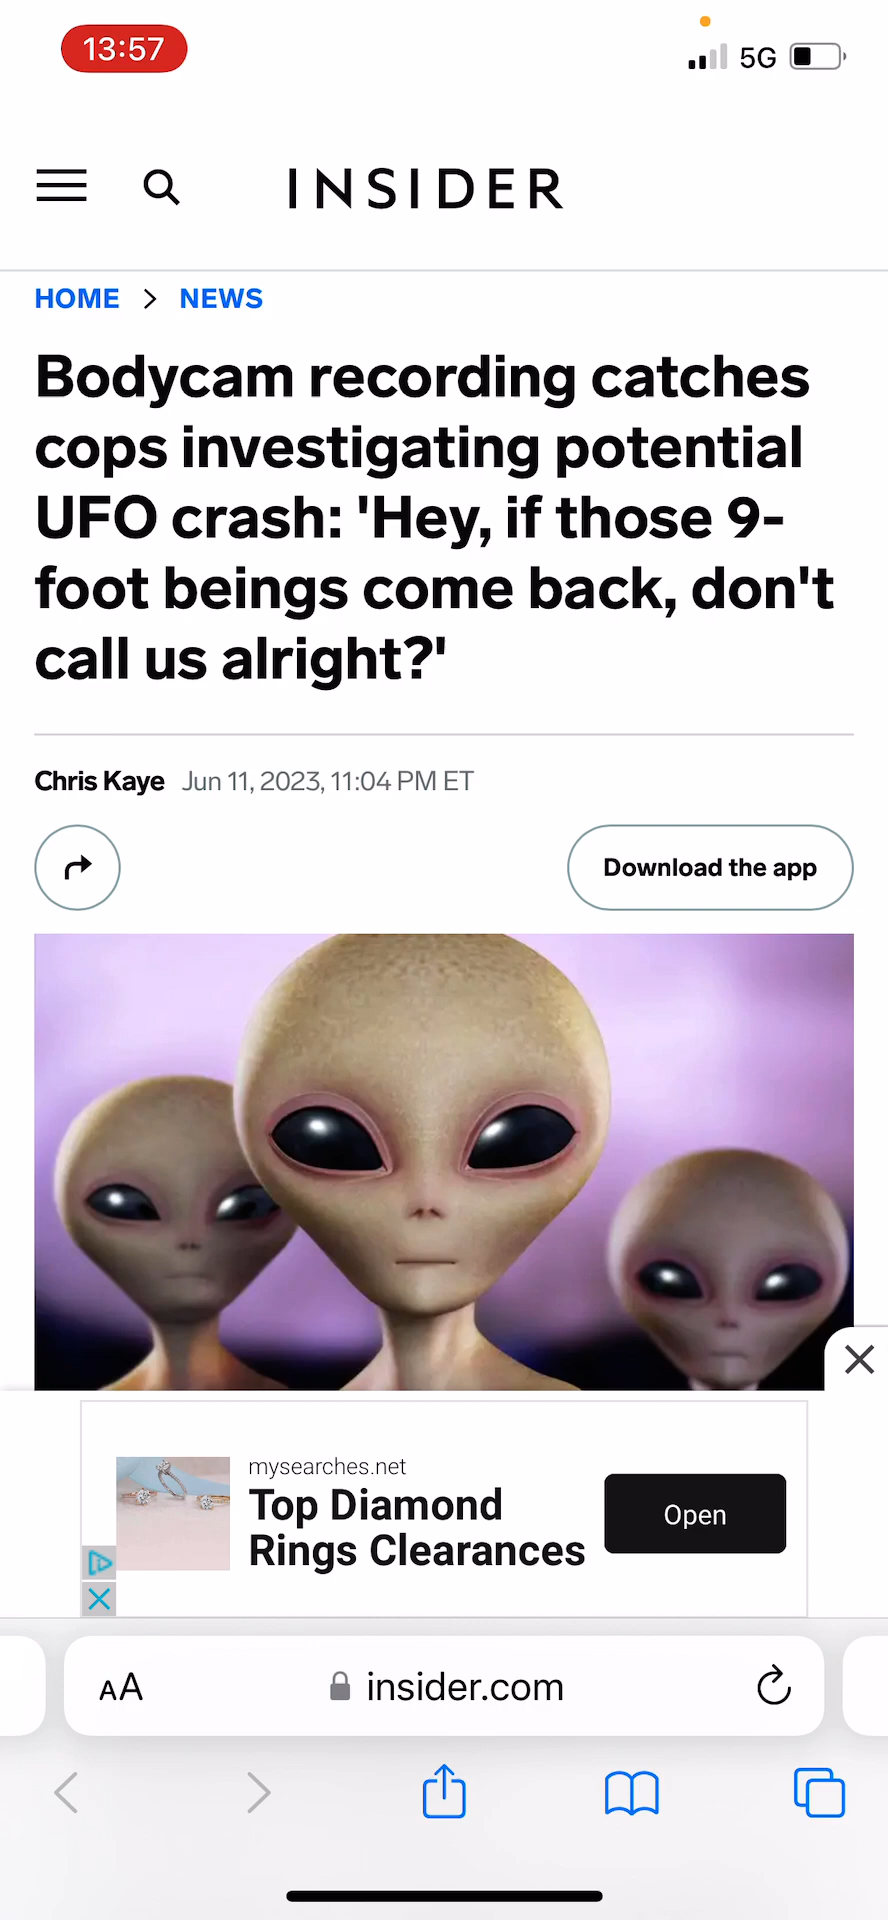 13:57
5G
INSIDER
HOME > NEWS
Bodycam recording catches
cops investigating potential
UFO crash: 'Hey, if those 9-
foot beings come back, don't
call us alright?'
Chris Kaye Jun 11, 2023, 11:04 PM ET
Download the app
mysearches.net
Top Diamond
Rings Clearances
Open
AA
insider.com